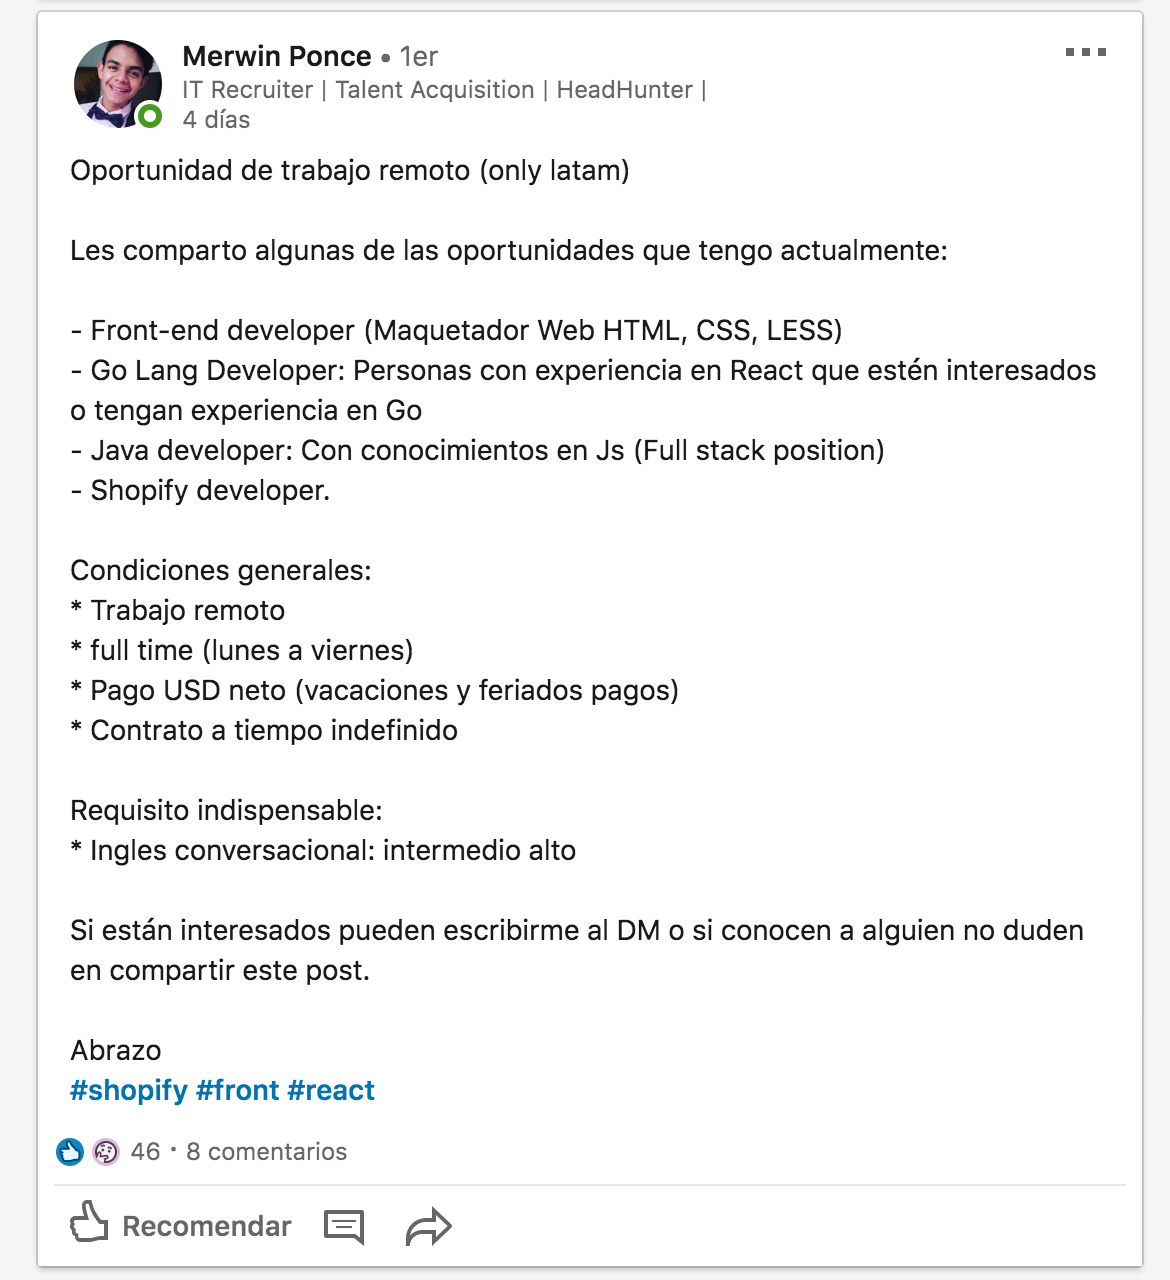 Merwin Ponce • 1er
IT Recruiter | Talent Acquisition | HeadHunter |
4 días
Oportunidad de trabajo remoto (only latam)
Les comparto algunas de las oportunidades que tengo actualmente:
- Front-end developer (Maquetador Web HTML, CSS, LESS)
- Go Lang Developer: Personas con experiencia en React que estén interesados
o tengan experiencia en Go
- Java developer: Con conocimientos en Js (Full stack position)
- Shopify developer.
Condiciones generales:
* Trabajo remoto
* full time (lunes a viernes)
* Pago USD neto (vacaciones y feriados pagos)
* Contrato a tiempo indefinido
Requisito indispensable:
* Ingles conversacional: intermedio alto
Si están interesados pueden escribirme al DM o si conocen a alguien no duden
en compartir este post.
Abrazo
#shopify #front #react
46 · 8 comentarios
Recomendar